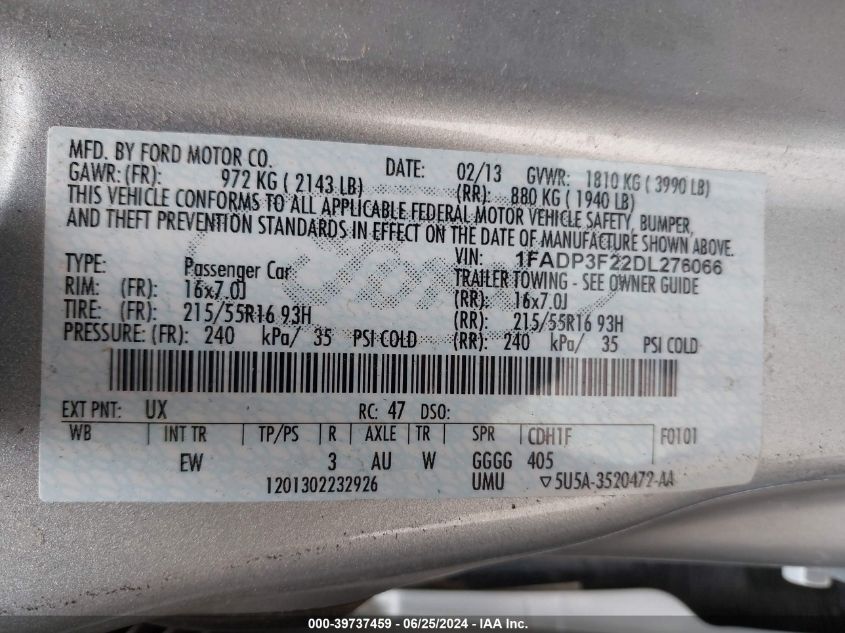 MFD. BY FORD MOTOR CO. DATE: 02/13 GVWR: 1810 KG ( 3990 LB)
GAWR: (FR): 972 KG ( 2143 LB) (RR): 880 KG ( 1940 LB)
THIS VEHICLE CONFORMS TO ALL APPLICABLE FEDERAL MOTOR VEHICLE SAFETY, BUMPER,
AND THEFT PREVENTION STANDARDS IN EFFECT ON THE DATE OF MANUFACTURE SHOWN ABOVE.
VIN: 1FADP3F22DL276066
TYPE: Passenger Car TRAILER TOWING - SEE OWNER GUIDE
RIM: (FR): 16x7.0J (RR): 16x7.0J
TIRE: (FR): 215/55R16 93H (RR): 215/55R16 93H
PRESSURE: (FR): 240 kPa/ 35 PSI COLD (RR): 240 kPa/ 35 PSI COLD
EXT PNT: UX RC: 47 DSO:
WB INT TR TP/PS R AXLE TR SPR CDH1F F0101
EW 3 AU W GGGG 405
1201302232926 UMU ▽5U5A-3520472-AA
000-39737459 - 06/25/2024 - IAA Inc.